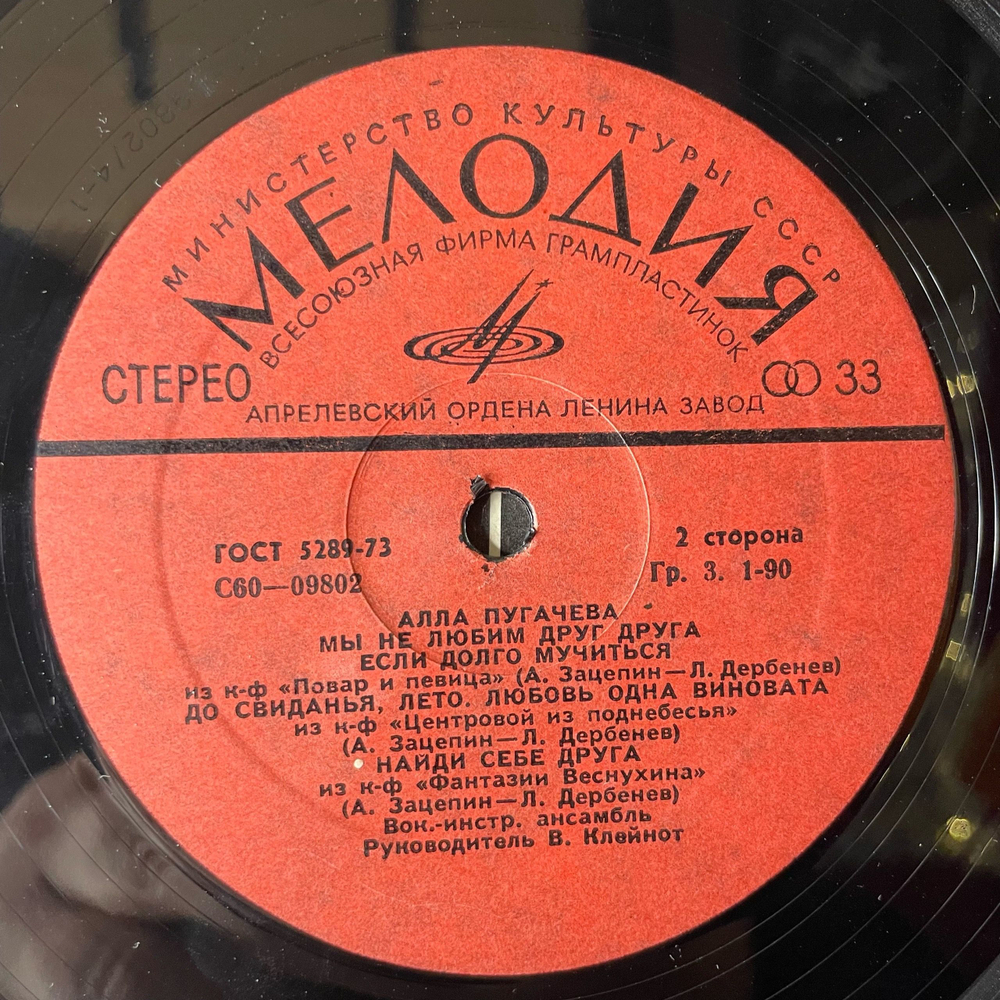 МИНИСТЕРСТВО КУЛЬТУРЫ СССР
МЕЛОДИЯ
ВСЕСОЮЗНАЯ ФИРМА ГРАМПЛАСТИНОК
СТЕРЕО
33
АПРЕЛЕВСКИЙ ОРДЕНА ЛЕНИНА ЗАВОД
ГОСТ 5289-73
2 сторона
С60—09802
Гр. 3. 1-90
АЛЛА ПУГАЧЕВА
МЫ НЕ ЛЮБИМ ДРУГ ДРУГА
ЕСЛИ ДОЛГО МУЧИТЬСЯ
из к-ф «Повар и певица» (А. Зацепин—Л. Дербенев)
ДО СВИДАНЬЯ, ЛЕТО. ЛЮБОВЬ ОДНА ВИНОВАТА
из к-ф «Центровой из поднебесья»
(А. Зацепин—Л. Дербенев)
НАЙДИ СЕБЕ ДРУГА
из к-ф «Фантазии Веснухина»
(А. Зацепин—Л. Дербенев)
Вок.-инстр. ансамбль
Руководитель В. Клейнот